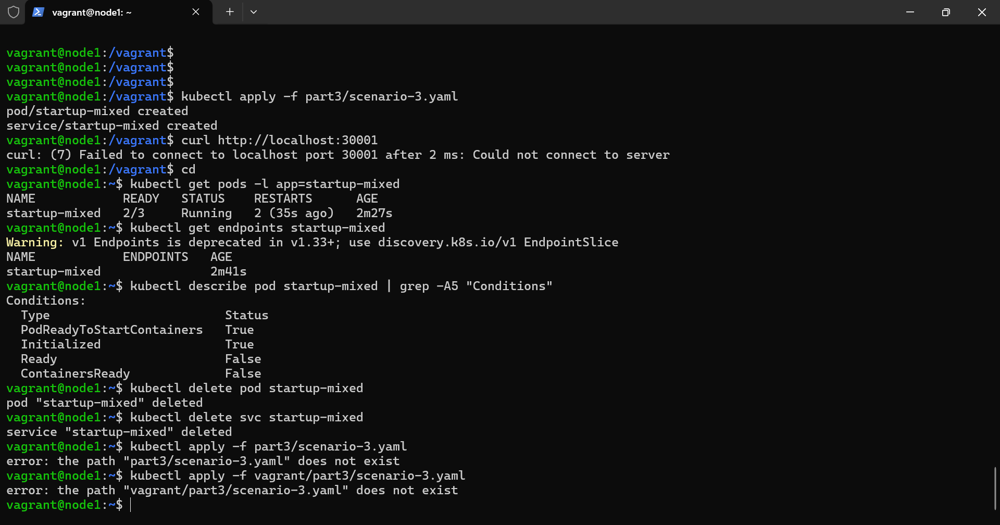 vagrant@node1: ~
vagrant@node1:/vagrant$
vagrant@node1:/vagrant$
vagrant@node1:/vagrant$
vagrant@node1:/vagrant$ kubectl apply -f part3/scenario-3.yaml
pod/startup-mixed created
service/startup-mixed created
vagrant@node1:/vagrant$ curl http://localhost:30001
curl: (7) Failed to connect to localhost port 30001 after 2 ms: Could not connect to server
vagrant@node1:/vagrant$ cd
vagrant@node1:~$ kubectl get pods -l app=startup-mixed
NAME            READY   STATUS    RESTARTS      AGE
startup-mixed   2/3     Running   2 (35s ago)   2m27s
vagrant@node1:~$ kubectl get endpoints startup-mixed
Warning: v1 Endpoints is deprecated in v1.33+; use discovery.k8s.io/v1 EndpointSlice
NAME            ENDPOINTS   AGE
startup-mixed               2m41s
vagrant@node1:~$ kubectl describe pod startup-mixed | grep -A5 "Conditions"
Conditions:
  Type                        Status
  PodReadyToStartContainers   True
  Initialized                 True
  Ready                       False
  ContainersReady             False
vagrant@node1:~$ kubectl delete pod startup-mixed
pod "startup-mixed" deleted
vagrant@node1:~$ kubectl delete svc startup-mixed
service "startup-mixed" deleted
vagrant@node1:~$ kubectl apply -f part3/scenario-3.yaml
error: the path "part3/scenario-3.yaml" does not exist
vagrant@node1:~$ kubectl apply -f vagrant/part3/scenario-3.yaml
error: the path "vagrant/part3/scenario-3.yaml" does not exist
vagrant@node1:~$